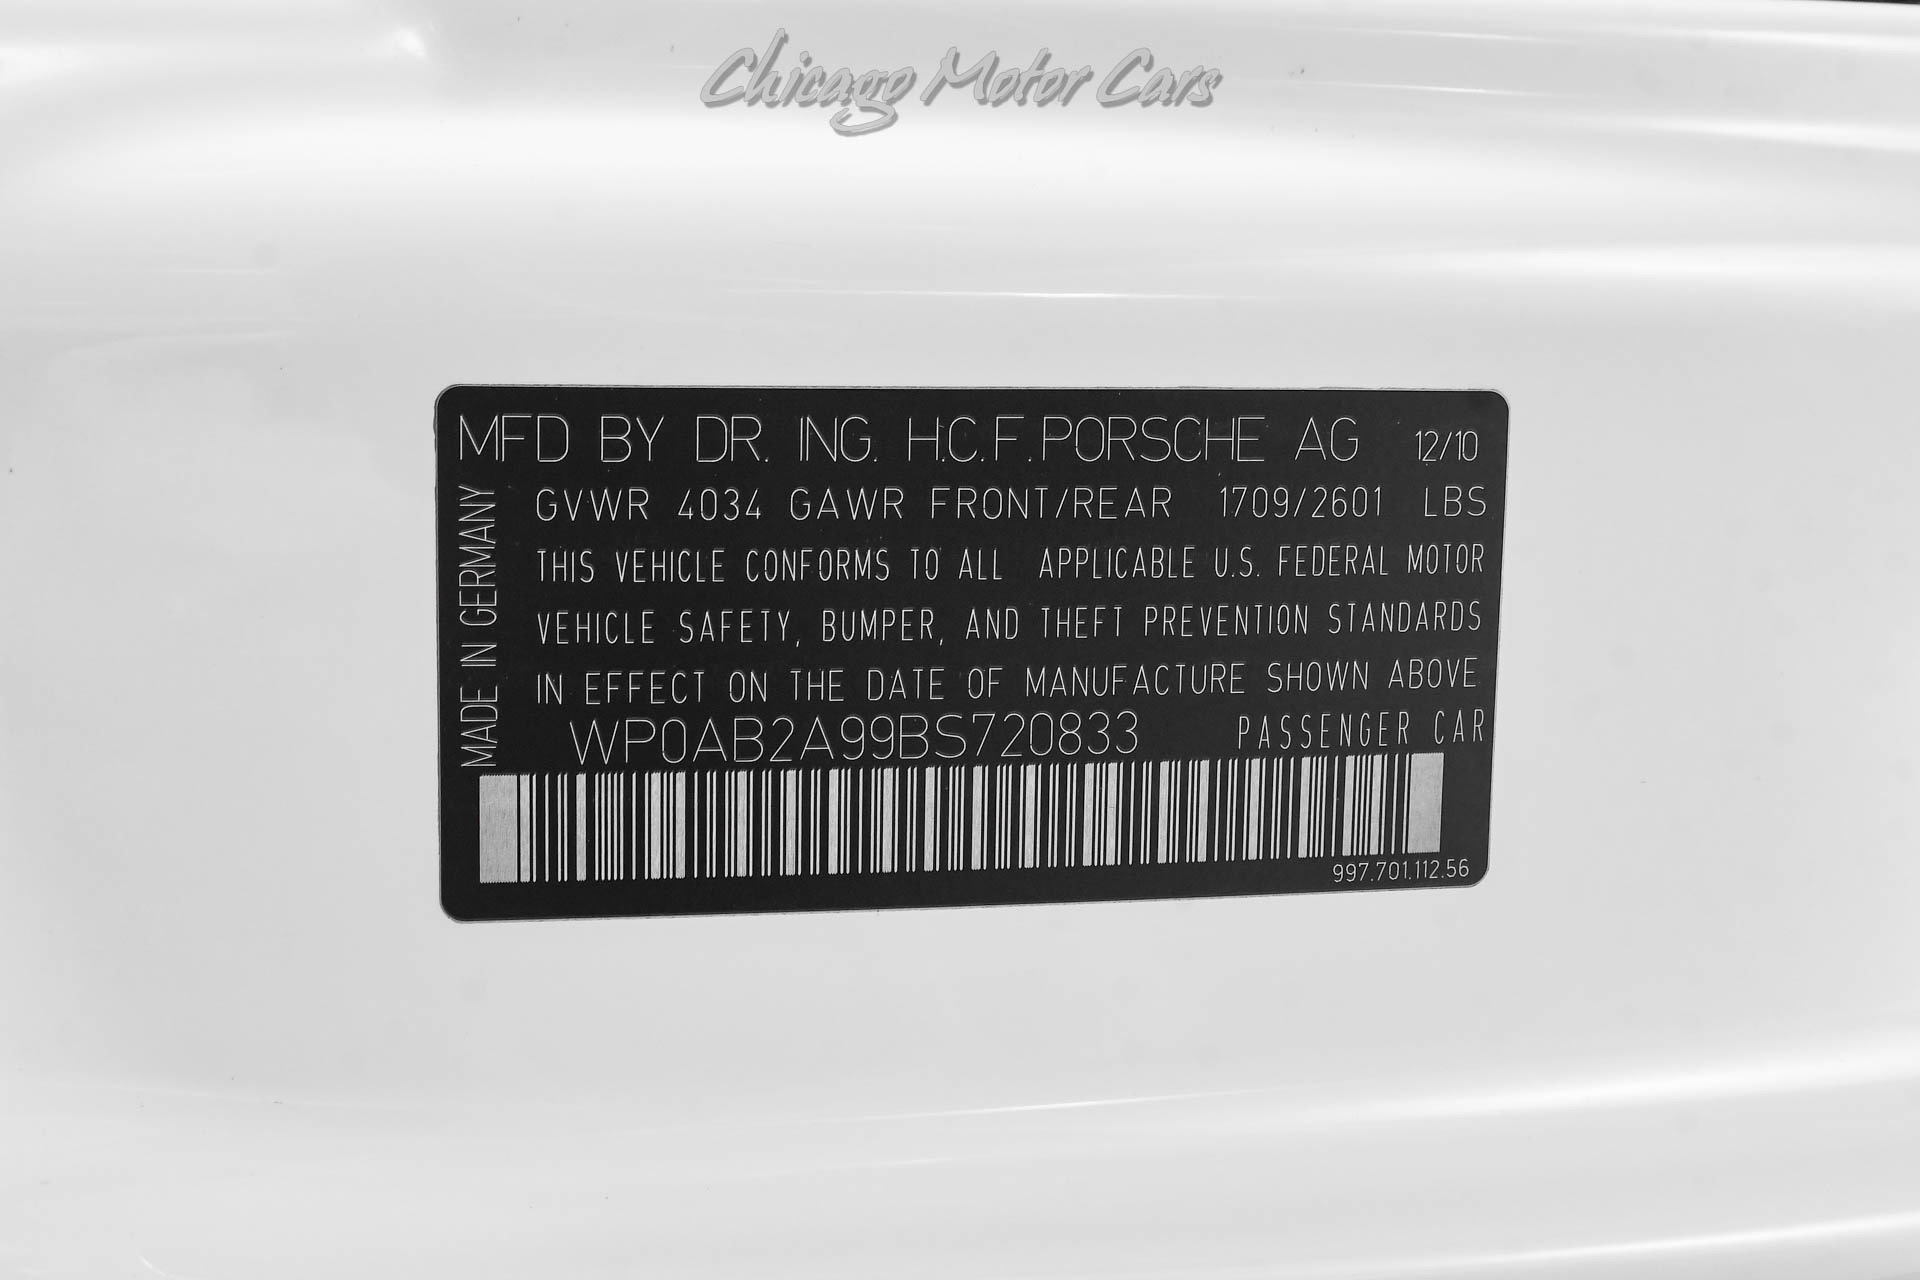 Chicago Motor Cars
MFD BY DR. ING. H.C.F. PORSCHE AG 12/10
MADE IN GERMANY
GVWR 4034 GAWR FRONT/REAR 1709/2601 LBS
THIS VEHICLE CONFORMS TO ALL APPLICABLE U.S. FEDERAL MOTOR
VEHICLE SAFETY, BUMPER, AND THEFT PREVENTION STANDARDS
IN EFFECT ON THE DATE OF MANUFACTURE SHOWN ABOVE
WP0AB2A99BS720833 PASSENGER CAR
997.701.112.56